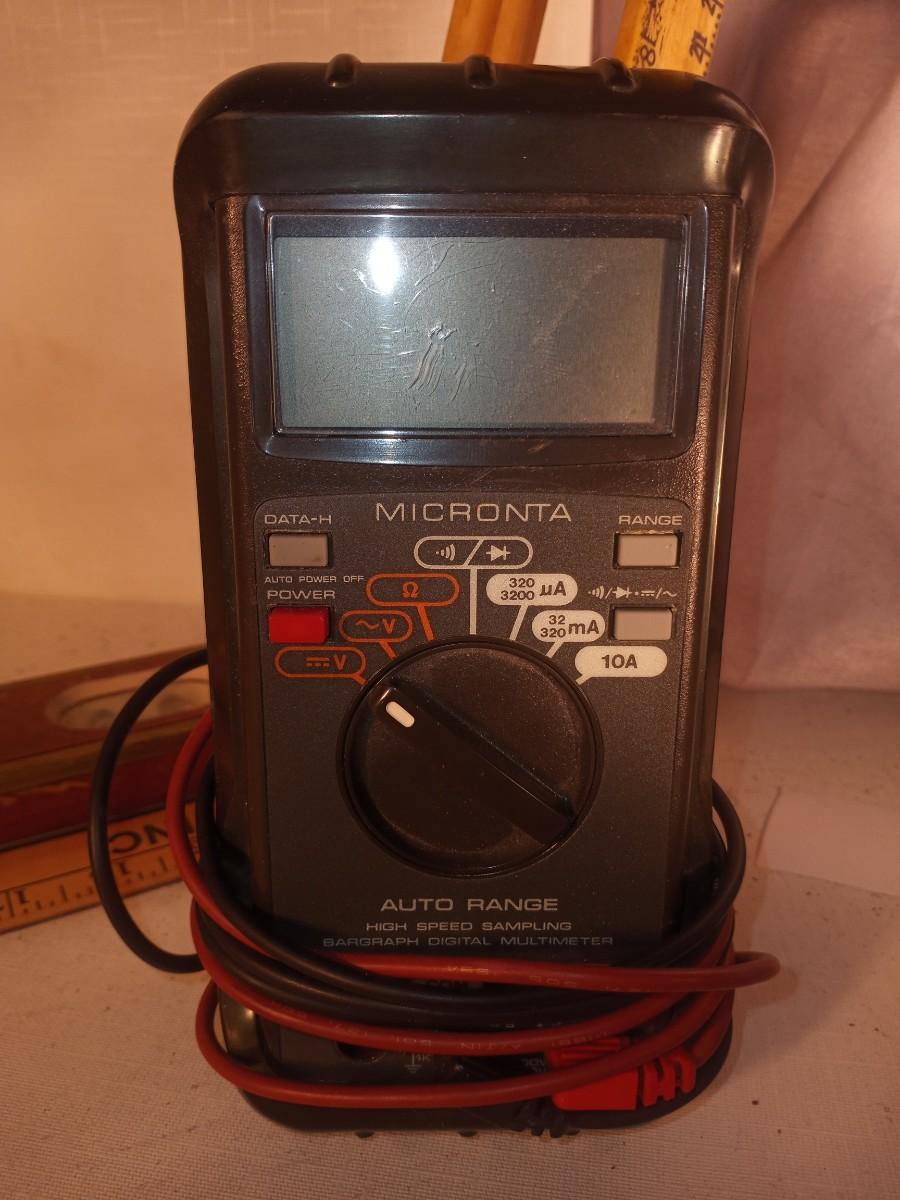 DATA-H
MICRONTA
RANGE
AUTO POWER OFF
POWER
Ω
320
3200 μA
~V
32
320 mA
V
10A
AUTO RANGE
HIGH SPEED SAMPLING
BARGRAPH DIGITAL MULTIMETER